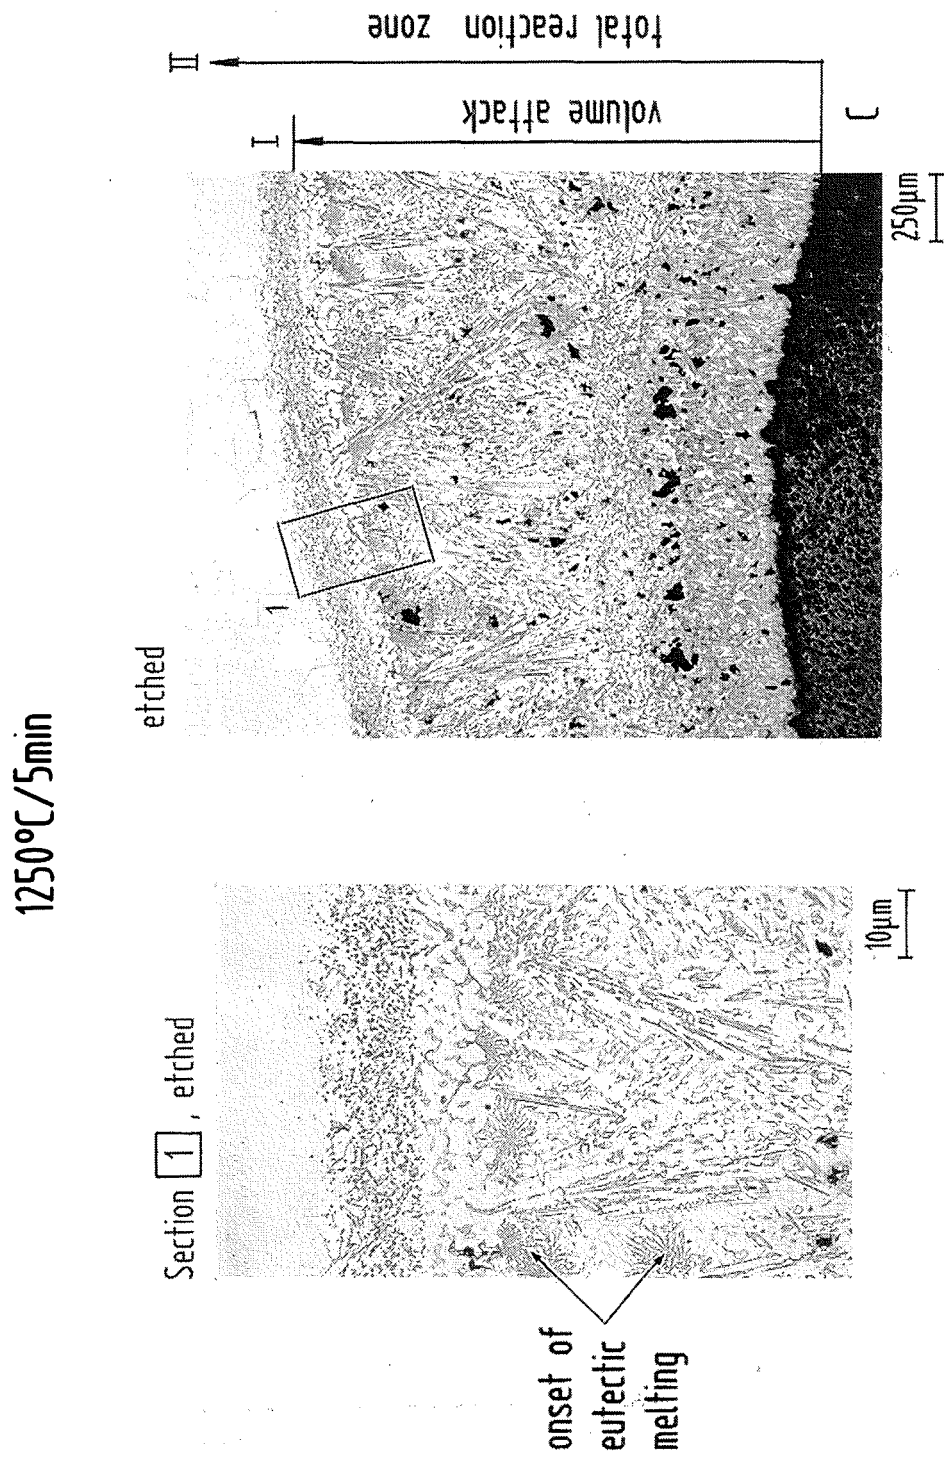 1250°C/5min
Section 1, etched
etched
1
onset of
eutectic
melting
10µm
250µm
I
II
volume attack
total reaction zone
C